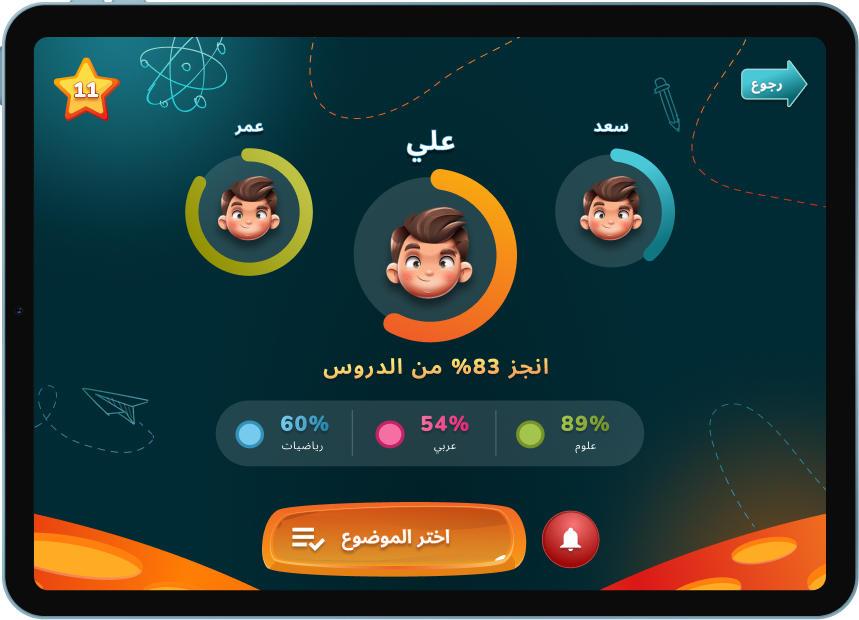 رجوع
11
سعد
علي
عمر
انجز 83% من الدروس
89%
علوم
54%
عربي
60%
رياضيات
اختر الموضوع